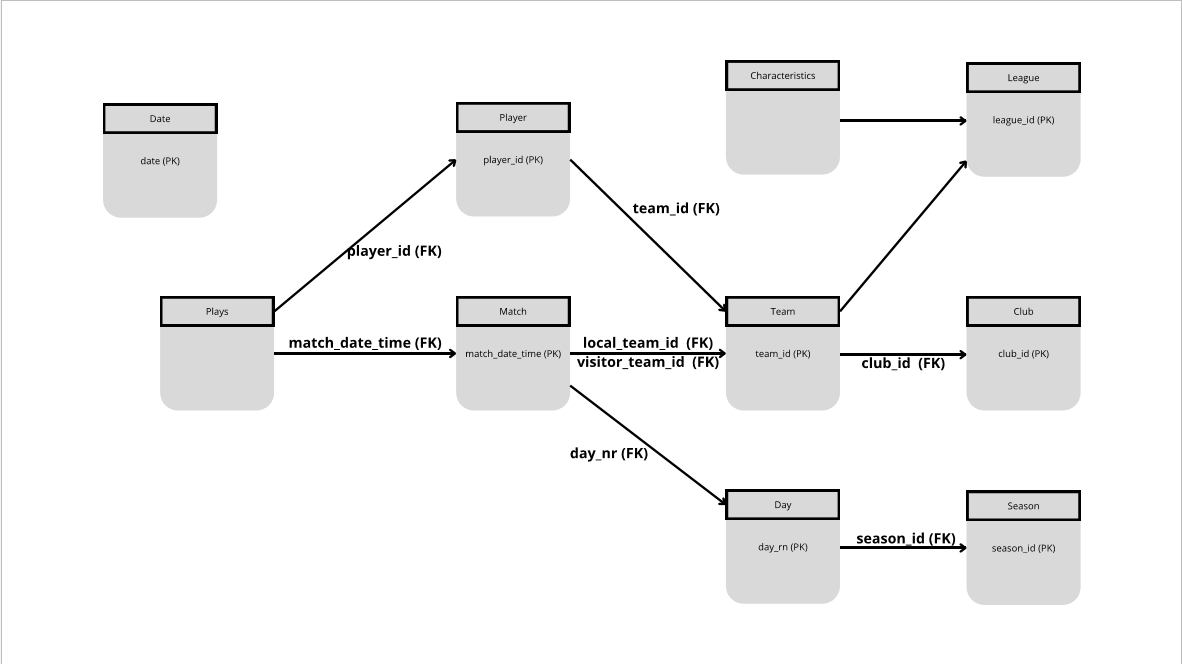 Characteristics
League
league_id (PK)
Date
date (PK)
Player
player_id (PK)
team_id (FK)
player_id (FK)
Plays
match_date_time (FK)
Match
match_date_time (PK)
local_team_id  (FK)
visitor_team_id  (FK)
Team
team_id (PK)
club_id  (FK)
Club
club_id (PK)
day_nr (FK)
Day
day_rn (PK)
season_id (FK)
Season
season_id (PK)